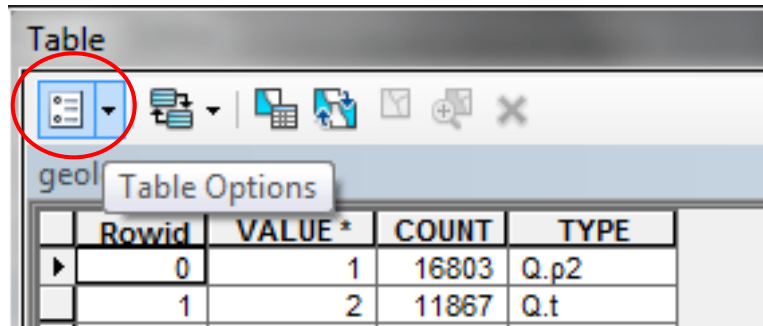 Table
geol
Table Options
Rowid VALUE * COUNT TYPE
0 1 16803 Q.p2
1 2 11867 Q.t